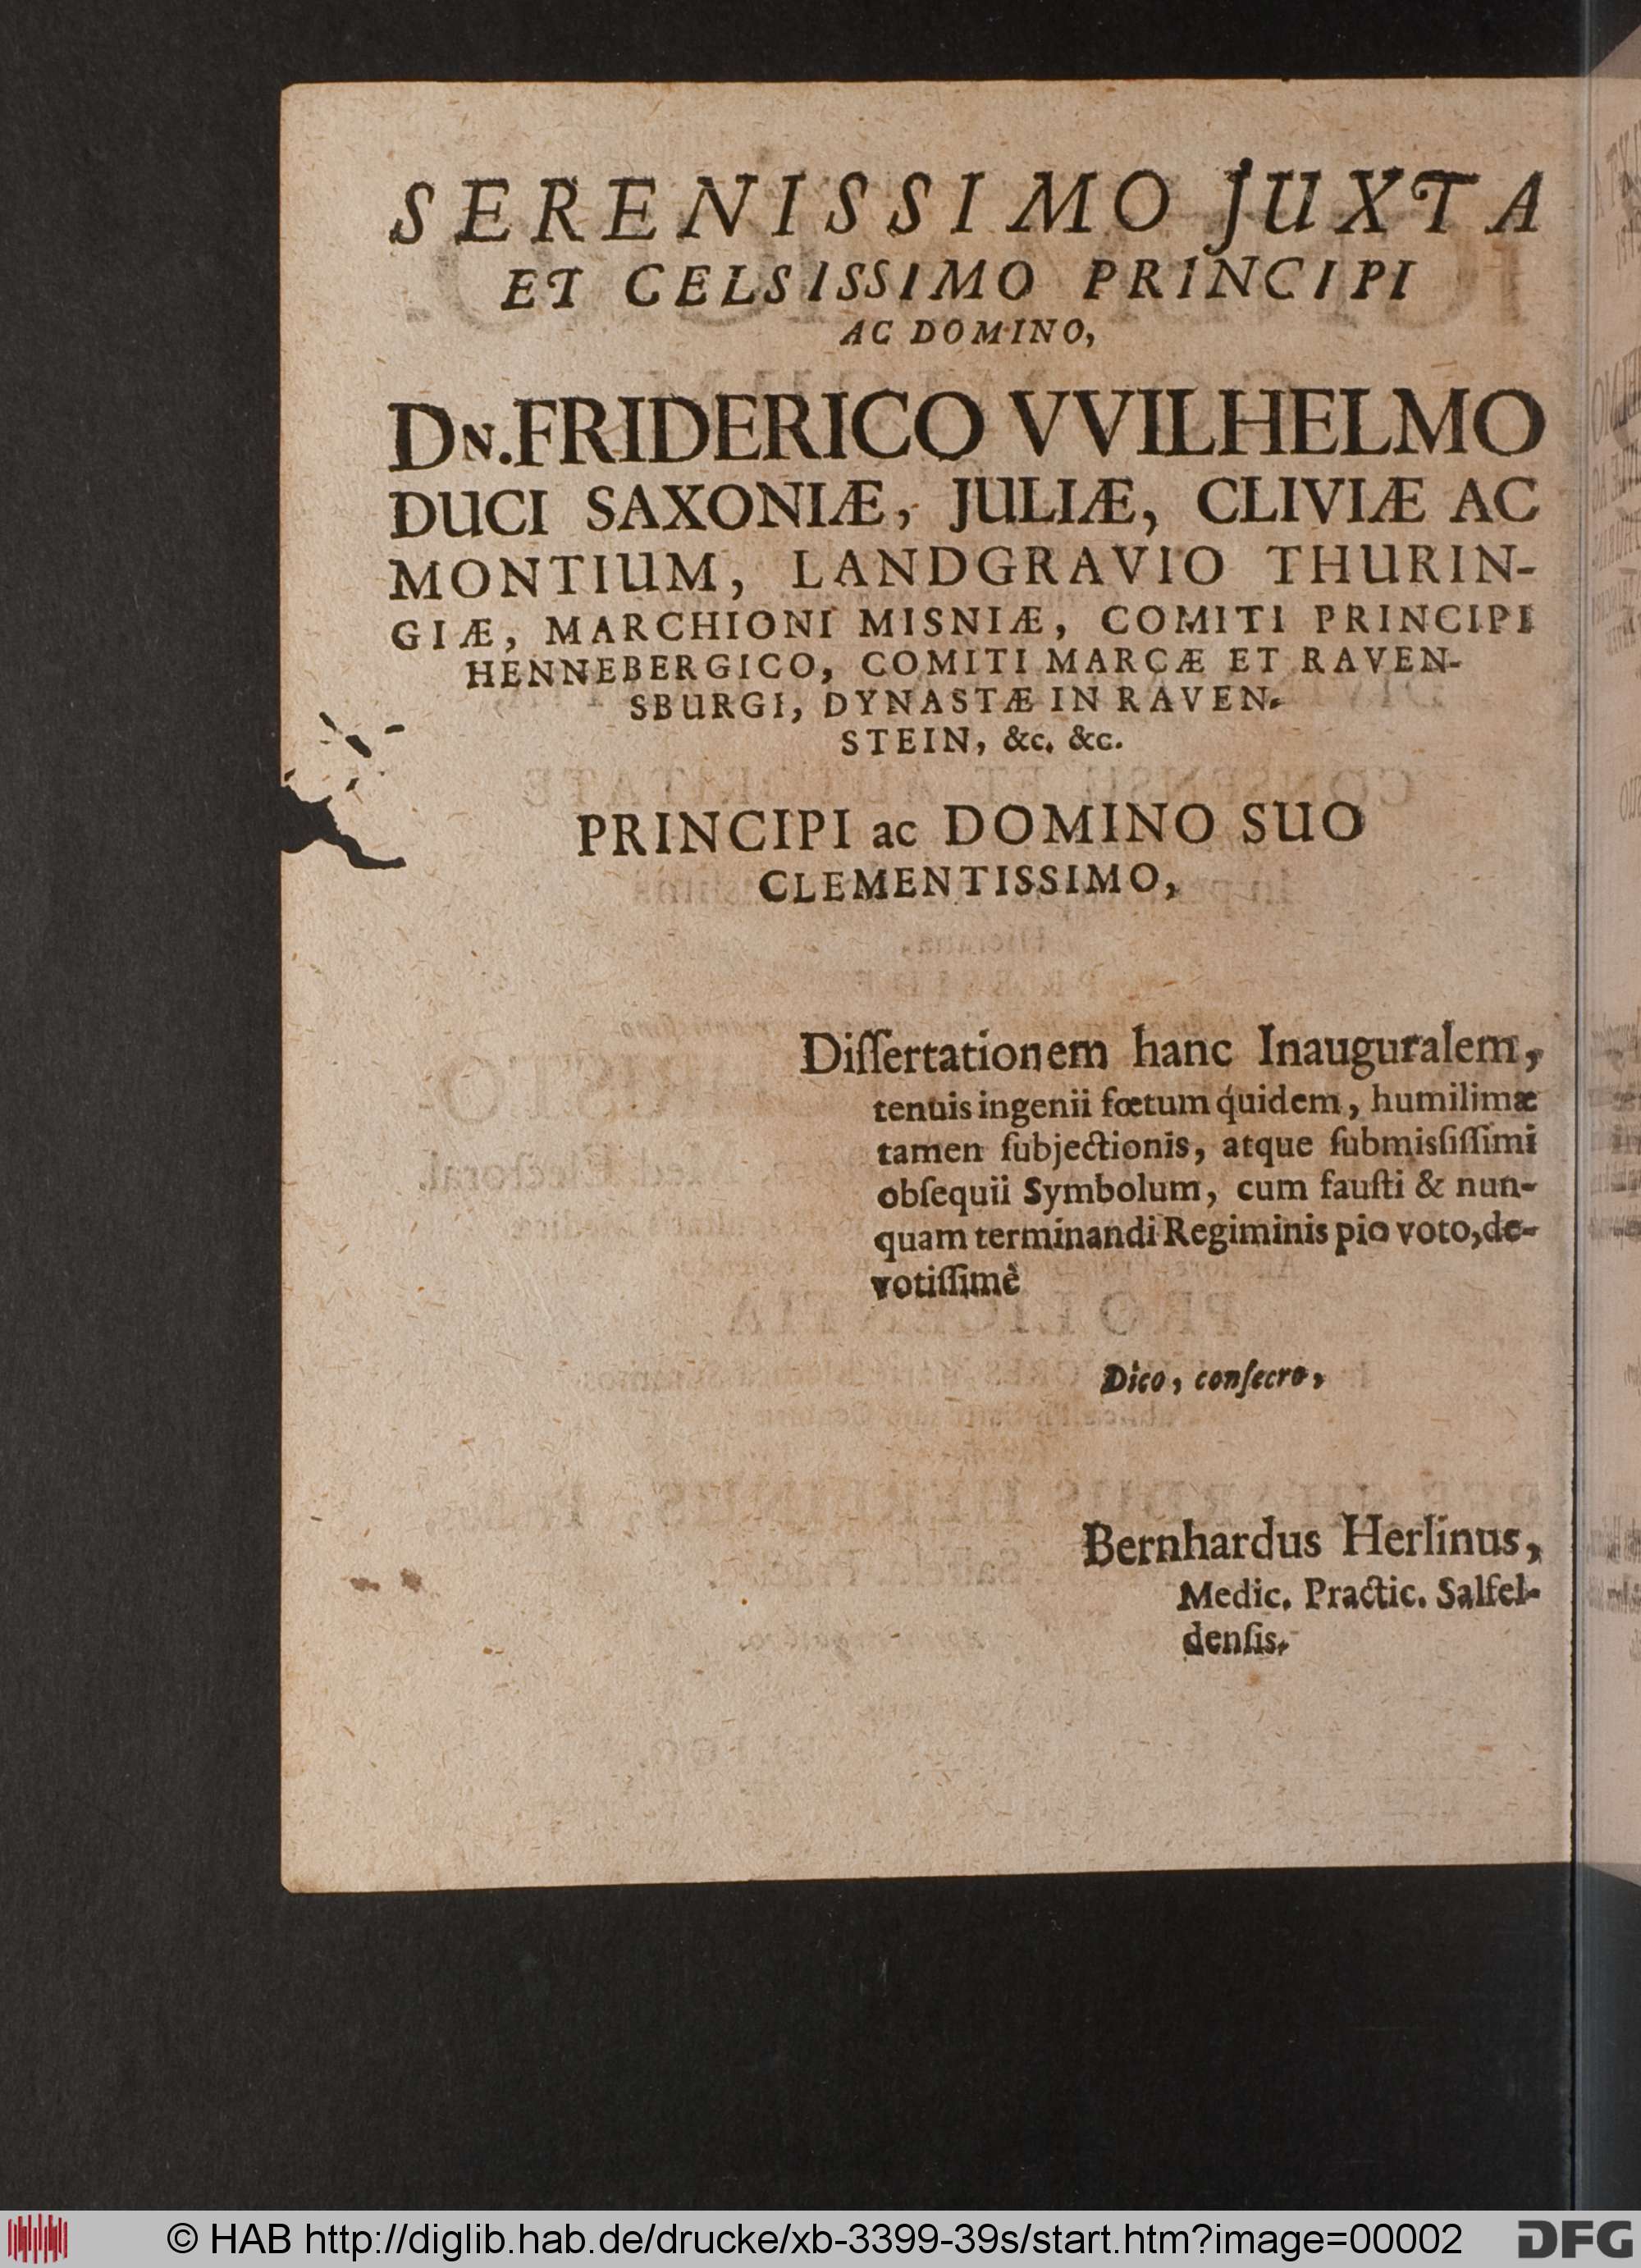 SERENISSIMO JUXTA
ET CELSISSIMO PRINCIPI
AC DOMINO,
DN. FRIDERICO VVILHELMO
DUCI SAXONIÆ, JULIÆ, CLIVIÆ AC
MONTIUM, LANDGRAVIO THURIN-
GIÆ, MARCHIONI MISNIÆ, COMITI PRINCIPI
HENNEBERGICO, COMITI MARCÆ ET RAVEN-
SBURGI, DYNASTÆ IN RAVEN-
STEIN, &c. &c.
PRINCIPI ac DOMINO SUO
CLEMENTISSIMO,
Diſſertationem hanc Inauguralem,
tenuis ingenii fœtum q́uidem, humilimæ
tamen ſubjectionis, atque ſubmisſiſſimi
obſequii Symbolum, cum fauſti & nun-
quam terminandi Regiminis pio voto, de-
votiſſimè
Dico, conſecro,
Bernhardus Herlinus,
Medic. Practic. Salfel-
denſis.
© HAB http://diglib.hab.de/drucke/xb-3399-39s/start.htm?image=00002
DFG